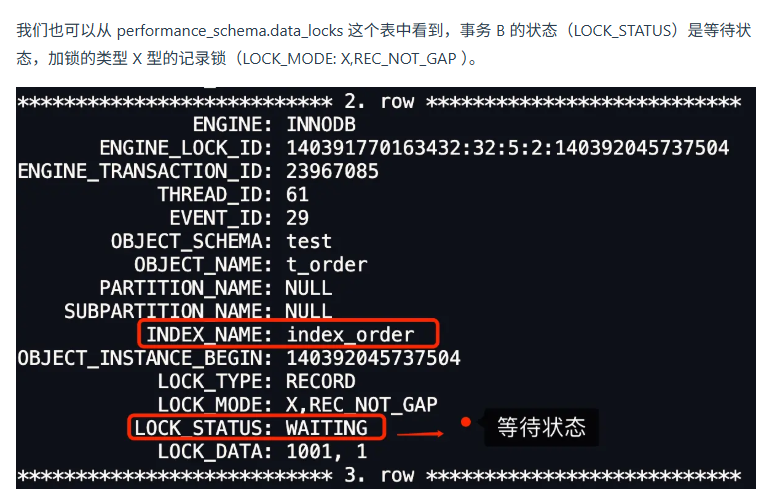 我们也可以从 performance_schema.data_locks 这个表中看到，事务 B 的状态（LOCK_STATUS）是等待状
态，加锁的类型 X 型的记录锁（LOCK_MODE: X,REC_NOT_GAP ）。
*************************** 2. row ***************************
ENGINE: INNODB
ENGINE_LOCK_ID: 140391770163432:32:5:2:140392045737504
ENGINE_TRANSACTION_ID: 23967085
THREAD_ID: 61
EVENT_ID: 29
OBJECT_SCHEMA: test
OBJECT_NAME: t_order
PARTITION_NAME: NULL
SUBPARTITION_NAME: NULL
INDEX_NAME: index_order
OBJECT_INSTANCE_BEGIN: 140392045737504
LOCK_TYPE: RECORD
LOCK_MODE: X,REC_NOT_GAP
LOCK_STATUS: WAITING 等待状态
LOCK_DATA: 1001, 1
*************************** 3. row ***************************